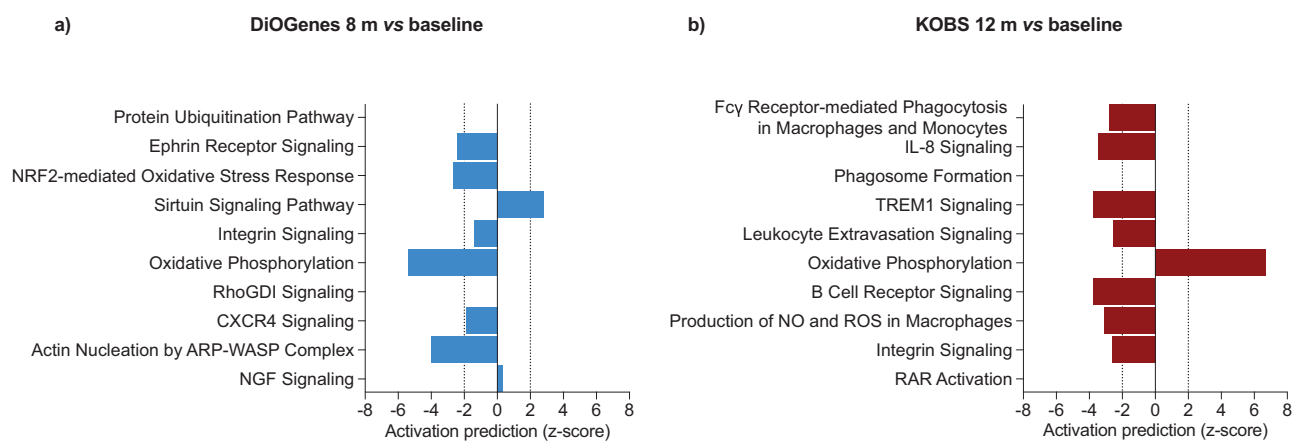 a)
DiOGenes 8 m vs baseline
Protein Ubiquitination Pathway
Ephrin Receptor Signaling
NRF2-mediated Oxidative Stress Response
Sirtuin Signaling Pathway
Integrin Signaling
Oxidative Phosphorylation
RhoGDI Signaling
CXCR4 Signaling
Actin Nucleation by ARP-WASP Complex
NGF Signaling
-8 -6 -4 -2 0 2 4 6 8
Activation prediction (z-score)
b)
KOBS 12 m vs baseline
Fcγ Receptor-mediated Phagocytosis
in Macrophages and Monocytes
IL-8 Signaling
Phagosome Formation
TREM1 Signaling
Leukocyte Extravasation Signaling
Oxidative Phosphorylation
B Cell Receptor Signaling
Production of NO and ROS in Macrophages
Integrin Signaling
RAR Activation
-8 -6 -4 -2 0 2 4 6 8
Activation prediction (z-score)